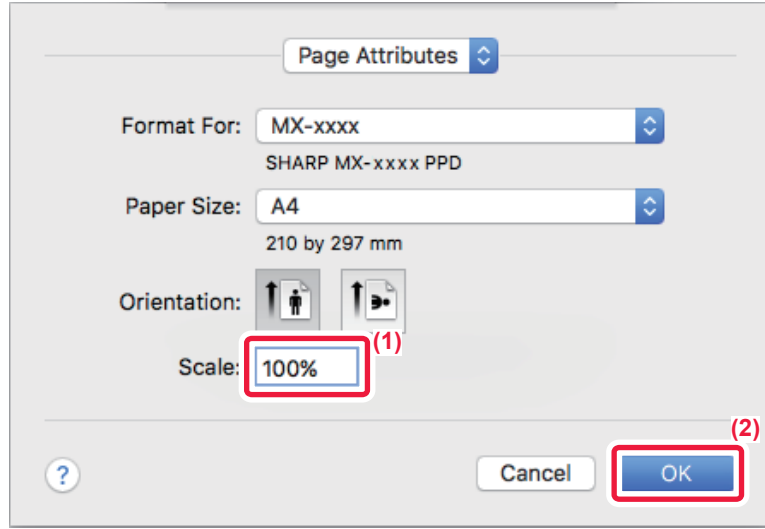 Page Attributes
Format For: MX-xxxx
SHARP MX-xxxx PPD
Paper Size: A4
210 by 297 mm
Orientation:
(1)
Scale: 100%
(2)
? Cancel OK